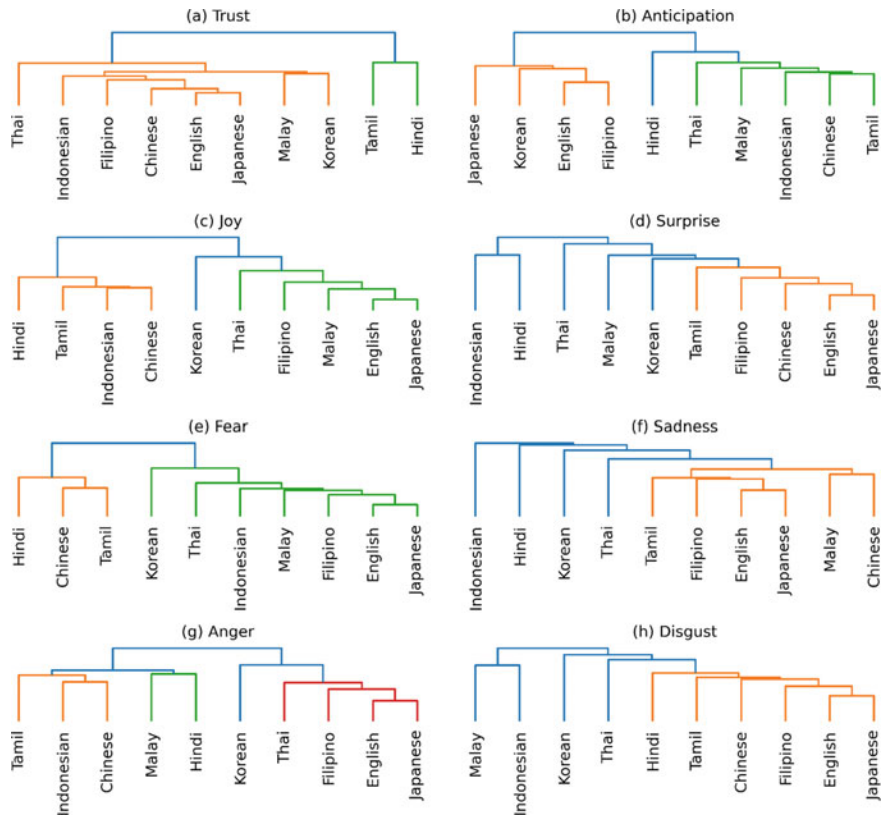 (a) Trust
Thai
Indonesian
Filipino
Chinese
English
Japanese
Malay
Korean
Tamil
Hindi
(b) Anticipation
Japanese
Korean
English
Filipino
Hindi
Thai
Malay
Indonesian
Chinese
Tamil
(c) Joy
Hindi
Tamil
Indonesian
Chinese
Korean
Thai
Filipino
Malay
English
Japanese
(d) Surprise
Indonesian
Hindi
Thai
Malay
Korean
Tamil
Filipino
Chinese
English
Japanese
(e) Fear
Hindi
Chinese
Tamil
Korean
Thai
Indonesian
Malay
Filipino
English
Japanese
(f) Sadness
Indonesian
Hindi
Korean
Thai
Tamil
Filipino
English
Japanese
Malay
Chinese
(g) Anger
Tamil
Indonesian
Chinese
Malay
Hindi
Korean
Thai
Filipino
English
Japanese
(h) Disgust
Malay
Indonesian
Korean
Thai
Hindi
Tamil
Chinese
Filipino
English
Japanese